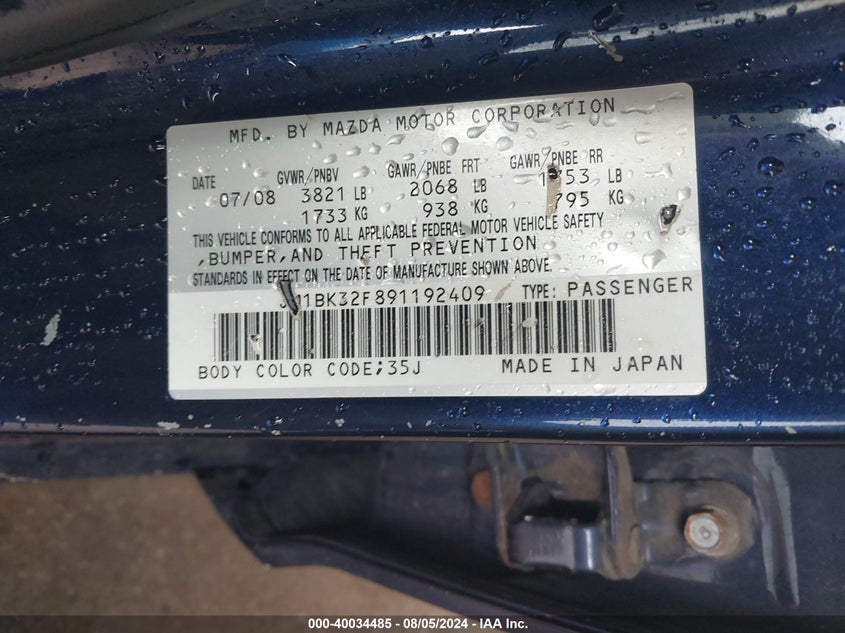 MFD. BY MAZDA MOTOR CORPORATION
DATE GVWR/PNBV GAWR/PNBE FRT GAWR/PNBE RR
07/08 3821 LB 2068 LB LB
1733 KG 938 KG 795 KG
THIS VEHICLE CONFORMS TO ALL APPLICABLE FEDERAL MOTOR VEHICLE SAFETY
,BUMPER,AND THEFT PREVENTION
STANDARDS IN EFFECT ON THE DATE OF MANUFACTURE SHOWN ABOVE.
JM1BK32F891192409 TYPE: PASSENGER
BODY COLOR CODE;35J MADE IN JAPAN
000-40034485 - 08/05/2024 - IAA Inc.